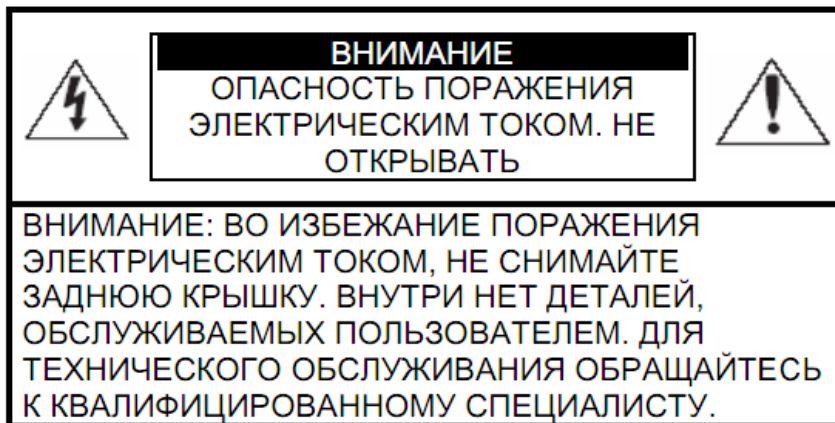 ВНИМАНИЕ
ОПАСНОСТЬ ПОРАЖЕНИЯ
ЭЛЕКТРИЧЕСКИМ ТОКОМ. НЕ
ОТКРЫВАТЬ
ВНИМАНИЕ: ВО ИЗБЕЖАНИЕ ПОРАЖЕНИЯ
ЭЛЕКТРИЧЕСКИМ ТОКОМ, НЕ СНИМАЙТЕ
ЗАДНЮЮ КРЫШКУ. ВНУТРИ НЕТ ДЕТАЛЕЙ,
ОБСЛУЖИВАЕМЫХ ПОЛЬЗОВАТЕЛЕМ. ДЛЯ
ТЕХНИЧЕСКОГО ОБСЛУЖИВАНИЯ ОБРАЩАЙТЕСЬ
К КВАЛИФИЦИРОВАННОМУ СПЕЦИАЛИСТУ.